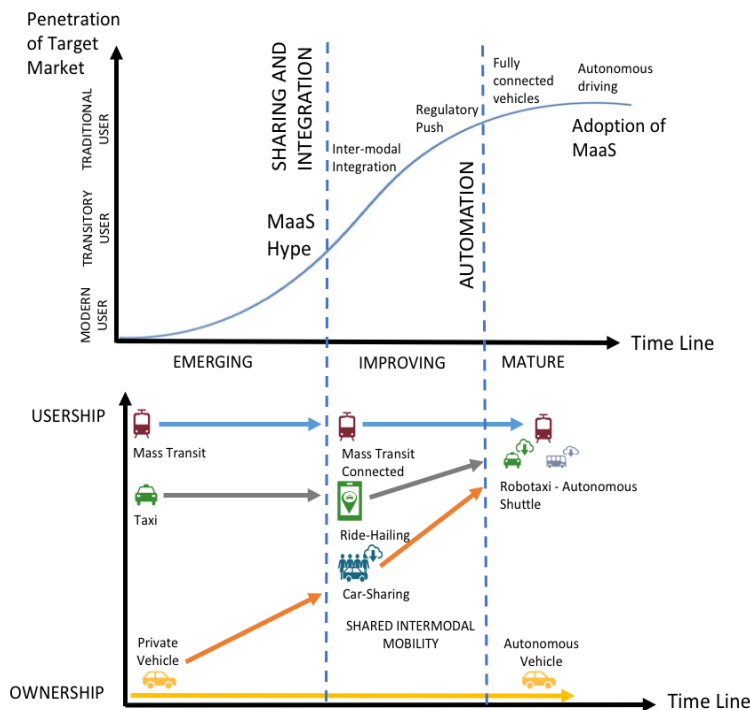 Penetration
of Target
Market
TRADITIONAL
USER
TRANSITORY
USER
MODERN
USER
SHARING AND
INTEGRATION
MaaS
Hype
Inter-modal
Integration
Regulatory
Push
AUTOMATION
Fully
connected
vehicles
Autonomous
driving
Adoption of
MaaS
Time Line
EMERGING
IMPROVING
MATURE
USERSHIP
Mass Transit
Mass Transit
Connected
Robotaxi - Autonomous
Shuttle
Taxi
Ride-Hailing
Car-Sharing
SHARED INTERMODAL
MOBILITY
Private
Vehicle
Autonomous
Vehicle
OWNERSHIP
Time Line